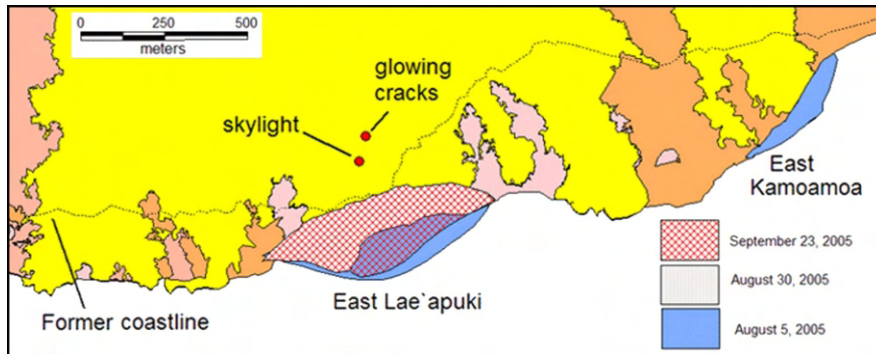 0 250 500
meters
glowing
cracks
skylight
East
Kamoamoa
September 23, 2005
August 30, 2005
August 5, 2005
East Lae`apuki
Former coastline